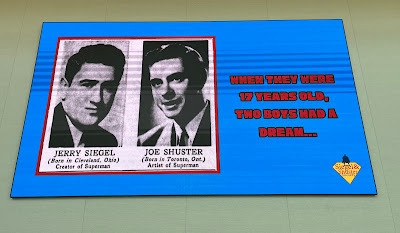 JERRY SIEGEL
(Born in Cleveland, Ohio)
Creator of Superman
JOE SHUSTER
(Born in Toronto, Ont.)
Artist of Superman
WHEN THEY WERE
17 YEARS OLD,
TWO BOYS HAD A
DREAM...